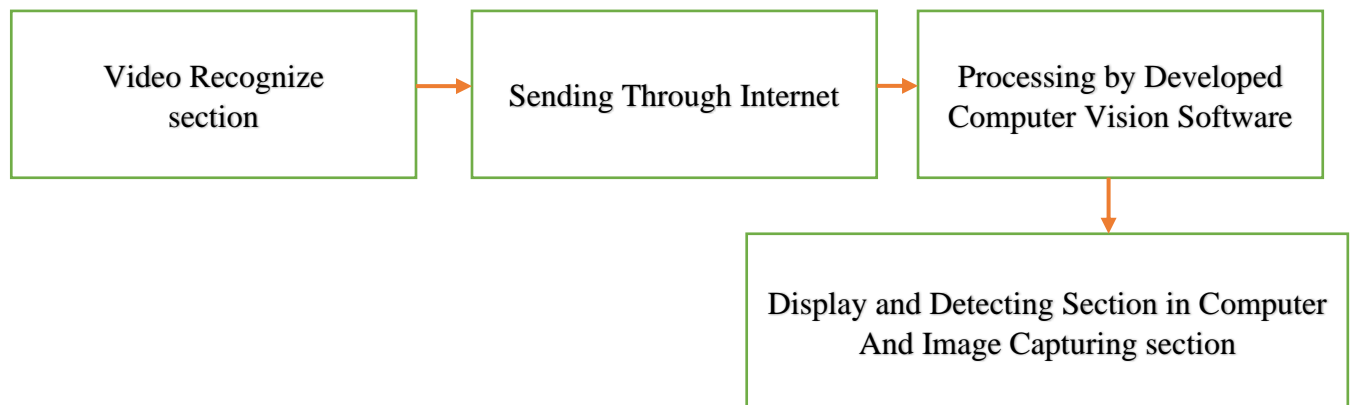 Video Recognize
section
Sending Through Internet
Processing by Developed
Computer Vision Software
Display and Detecting Section in Computer
And Image Capturing section